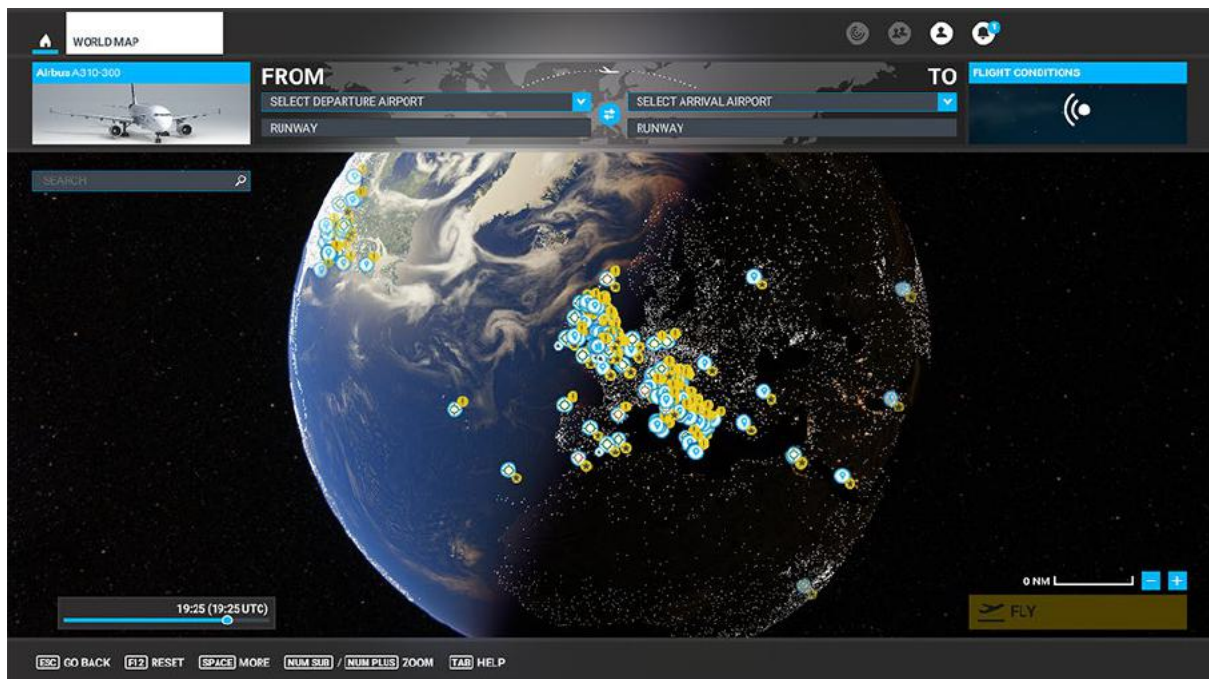 WORLD MAP
1
Airbus A310-300
FROM
TO
FLIGHT CONDITIONS
SELECT DEPARTURE AIRPORT
SELECT ARRIVAL AIRPORT
RUNWAY
RUNWAY
SEARCH
0 NM
19:25 (19:25 UTC)
FLY
ESC GO BACK F12 RESET SPACE MORE NUM SUB / NUM PLUS ZOOM TAB HELP